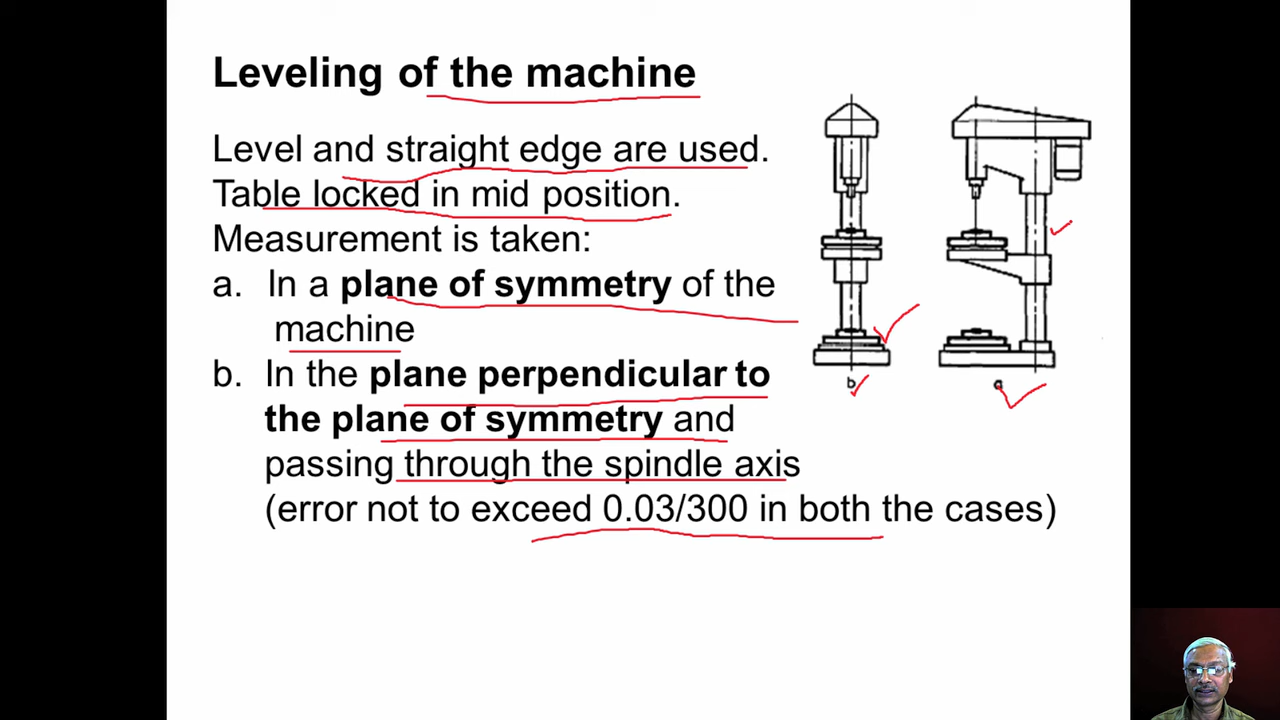 Leveling of the machine
Level and straight edge are used.
Table locked in mid position.
Measurement is taken:
a. In a plane of symmetry of the
machine
b. In the plane perpendicular to
the plane of symmetry and
passing through the spindle axis
(error not to exceed 0.03/300 in both the cases)
b
a